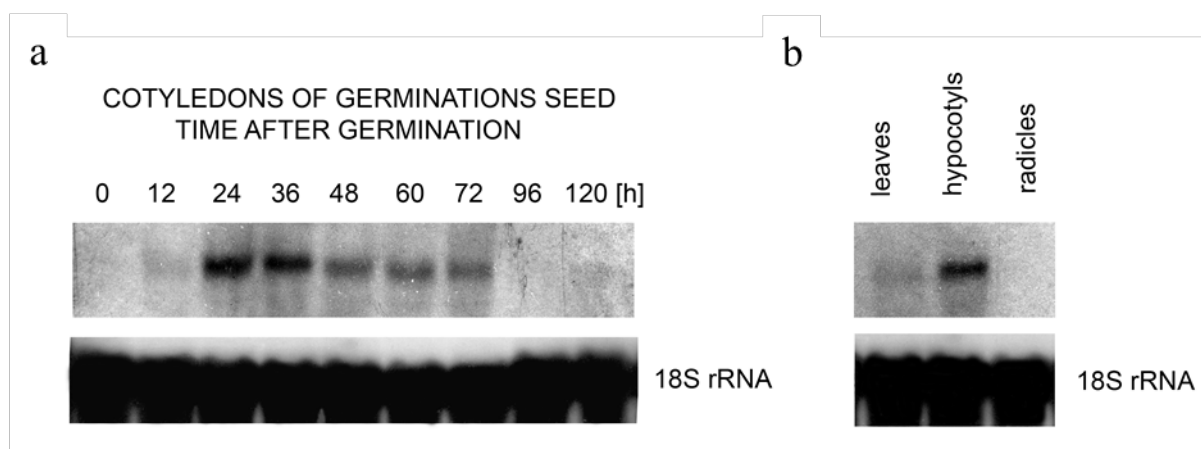 a
COTYLEDONS OF GERMINATIONS SEED
TIME AFTER GERMINATION
0 12 24 36 48 60 72 96 120 [h]
18S rRNA
b
leaves
hypocotyls
radicles
18S rRNA